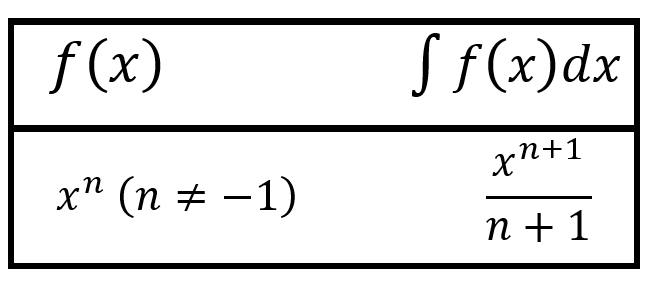 f(x) ∫ f(x)dx
xⁿ (n ≠ −1) xⁿ⁺¹/n + 1